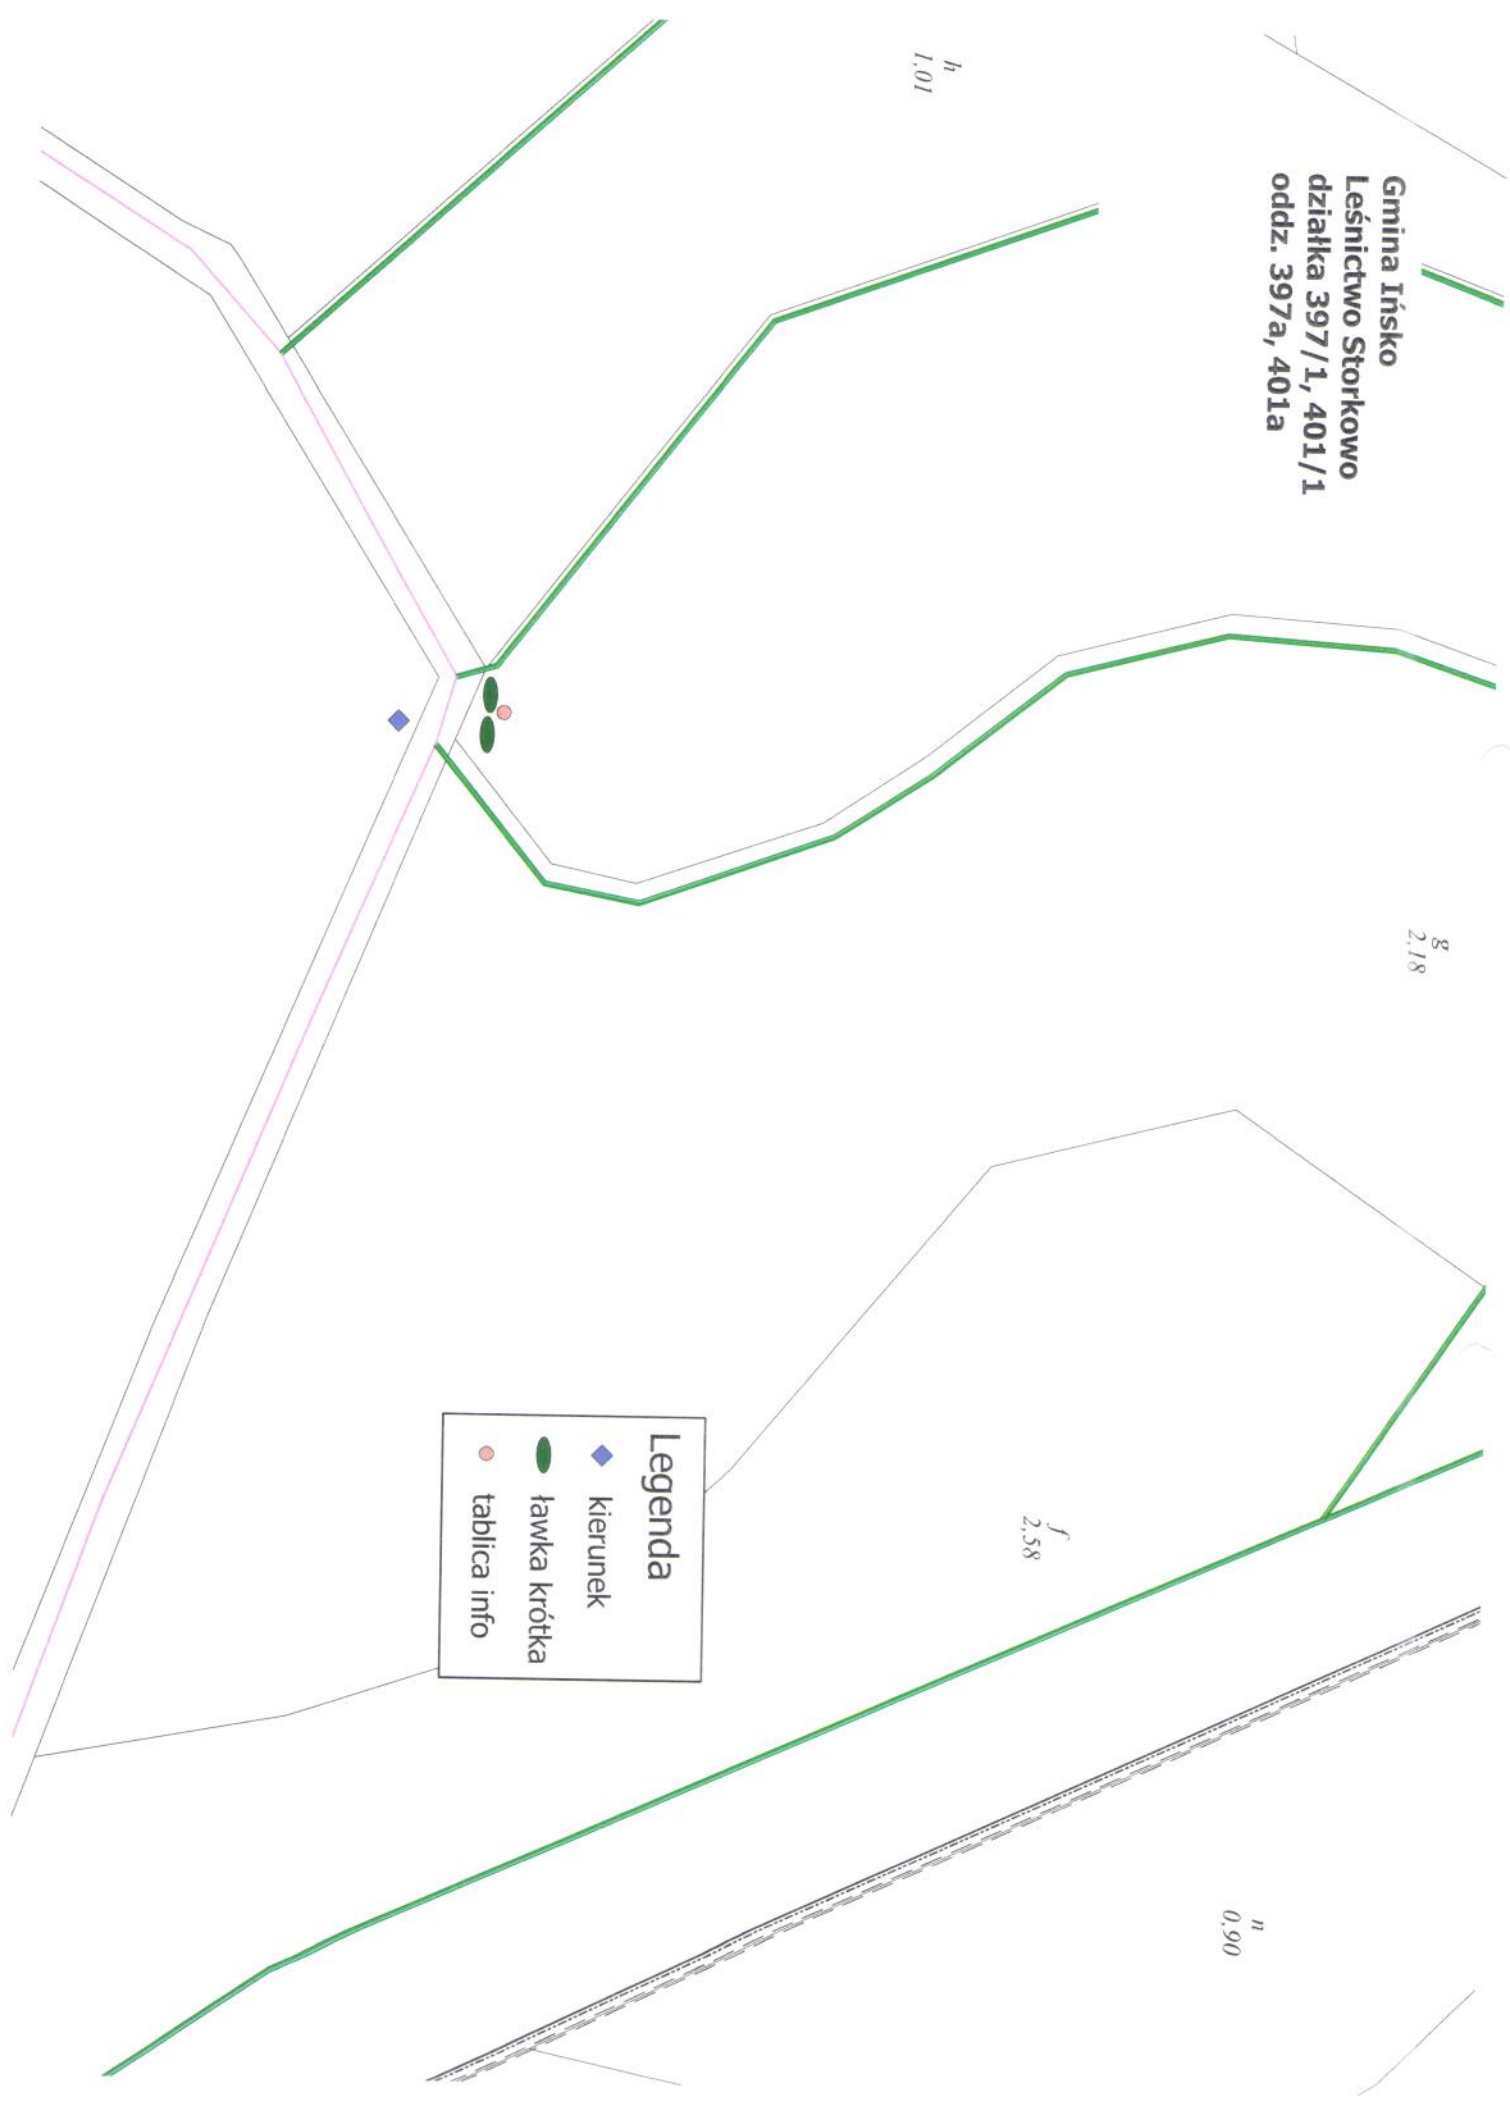 Gmina Ińsko
Leśnictwo Storkowo
działka 397/1, 401/1
oddz. 397a, 401a
h
1,01
g
2,18
f
2,58
n
0,90
Legenda
kierunek
ławka krótka
tablica info